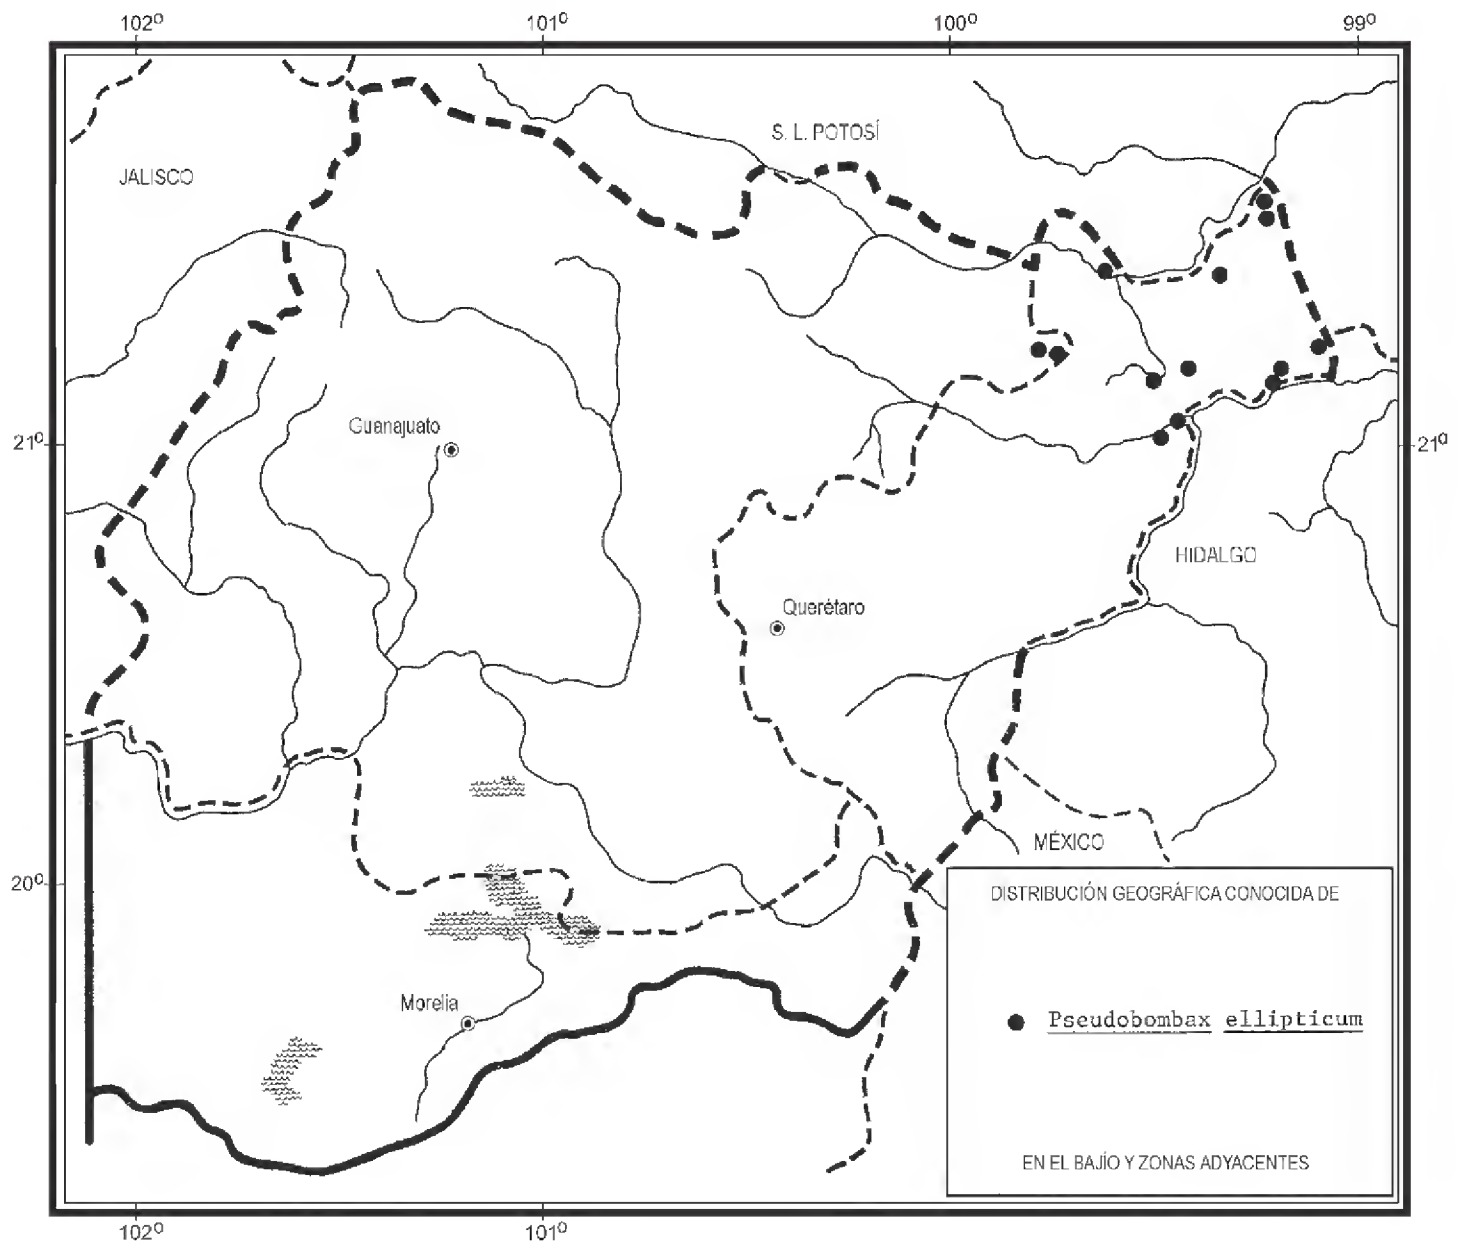 102º 101º 100º 99º
S. L. POTOSÍ
JALISCO
Guanajuato
21º 21º
HIDALGO
Querétaro
MÉXICO
20º
DISTRIBUCIÓN GEOGRÁFICA CONOCIDA DE
Morelia
Pseudobombax ellipticum
EN EL BAJÍO Y ZONAS ADYACENTES
102º 101º